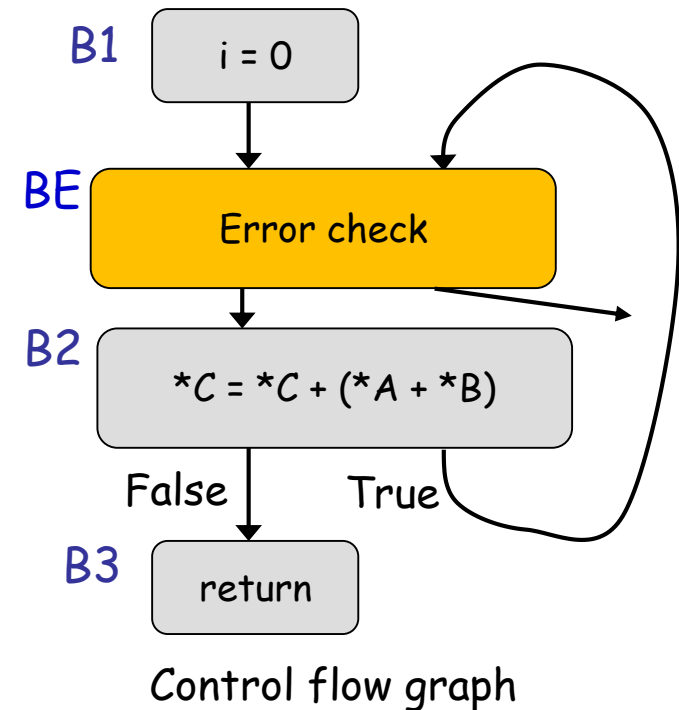 B1
i = 0
BE
Error check
B2
*C = *C + (*A + *B)
False
True
B3
return
Control flow graph